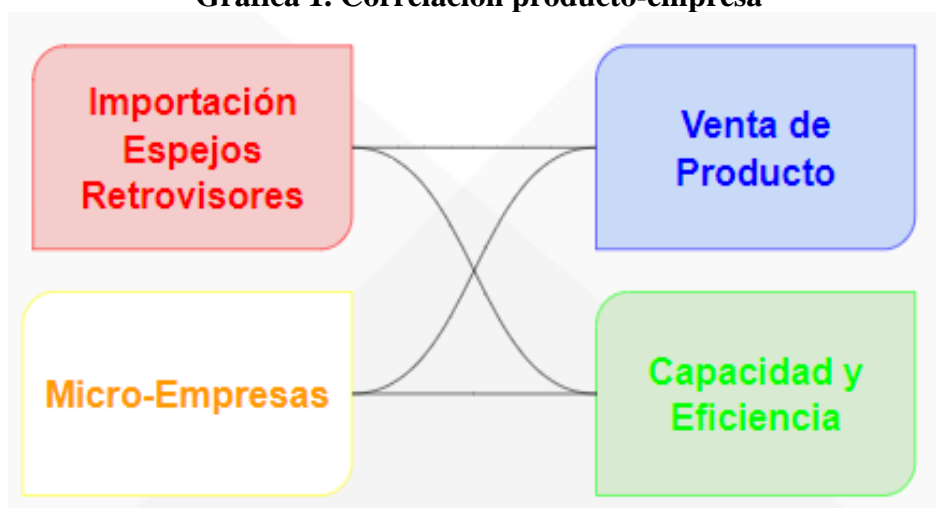 Gráfica 1. Correlación producto-empresa
Importación
Espejos
Retrovisores
Venta de
Producto
Micro-Empresas
Capacidad y
Eficiencia